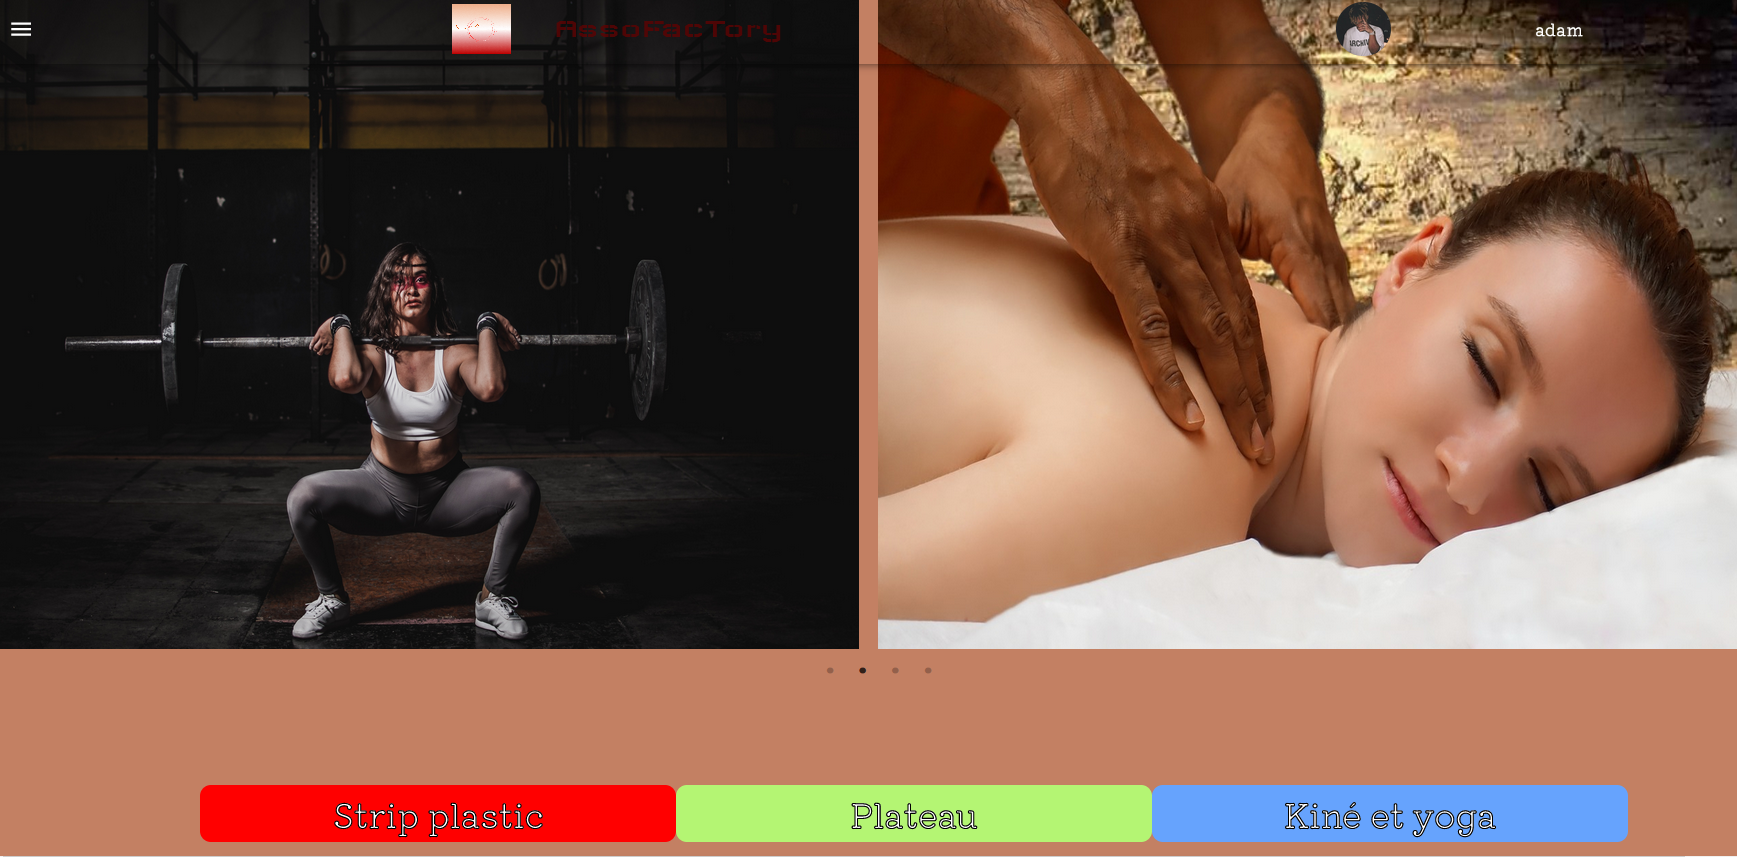 AssoFacTory
adam
Strip plastic
Plateau
Kiné et yoga